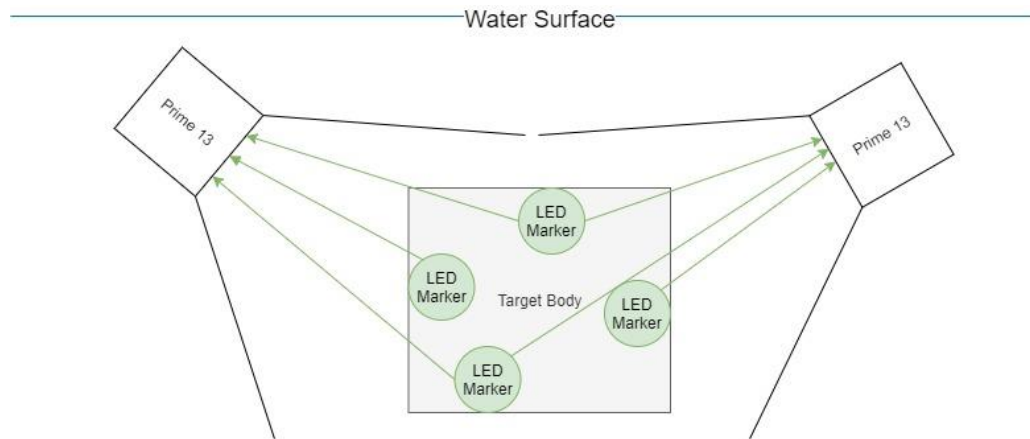 Water Surface
Prime 13
Prime 13
LED
Marker
LED
Marker
Target Body
LED
Marker
LED
Marker